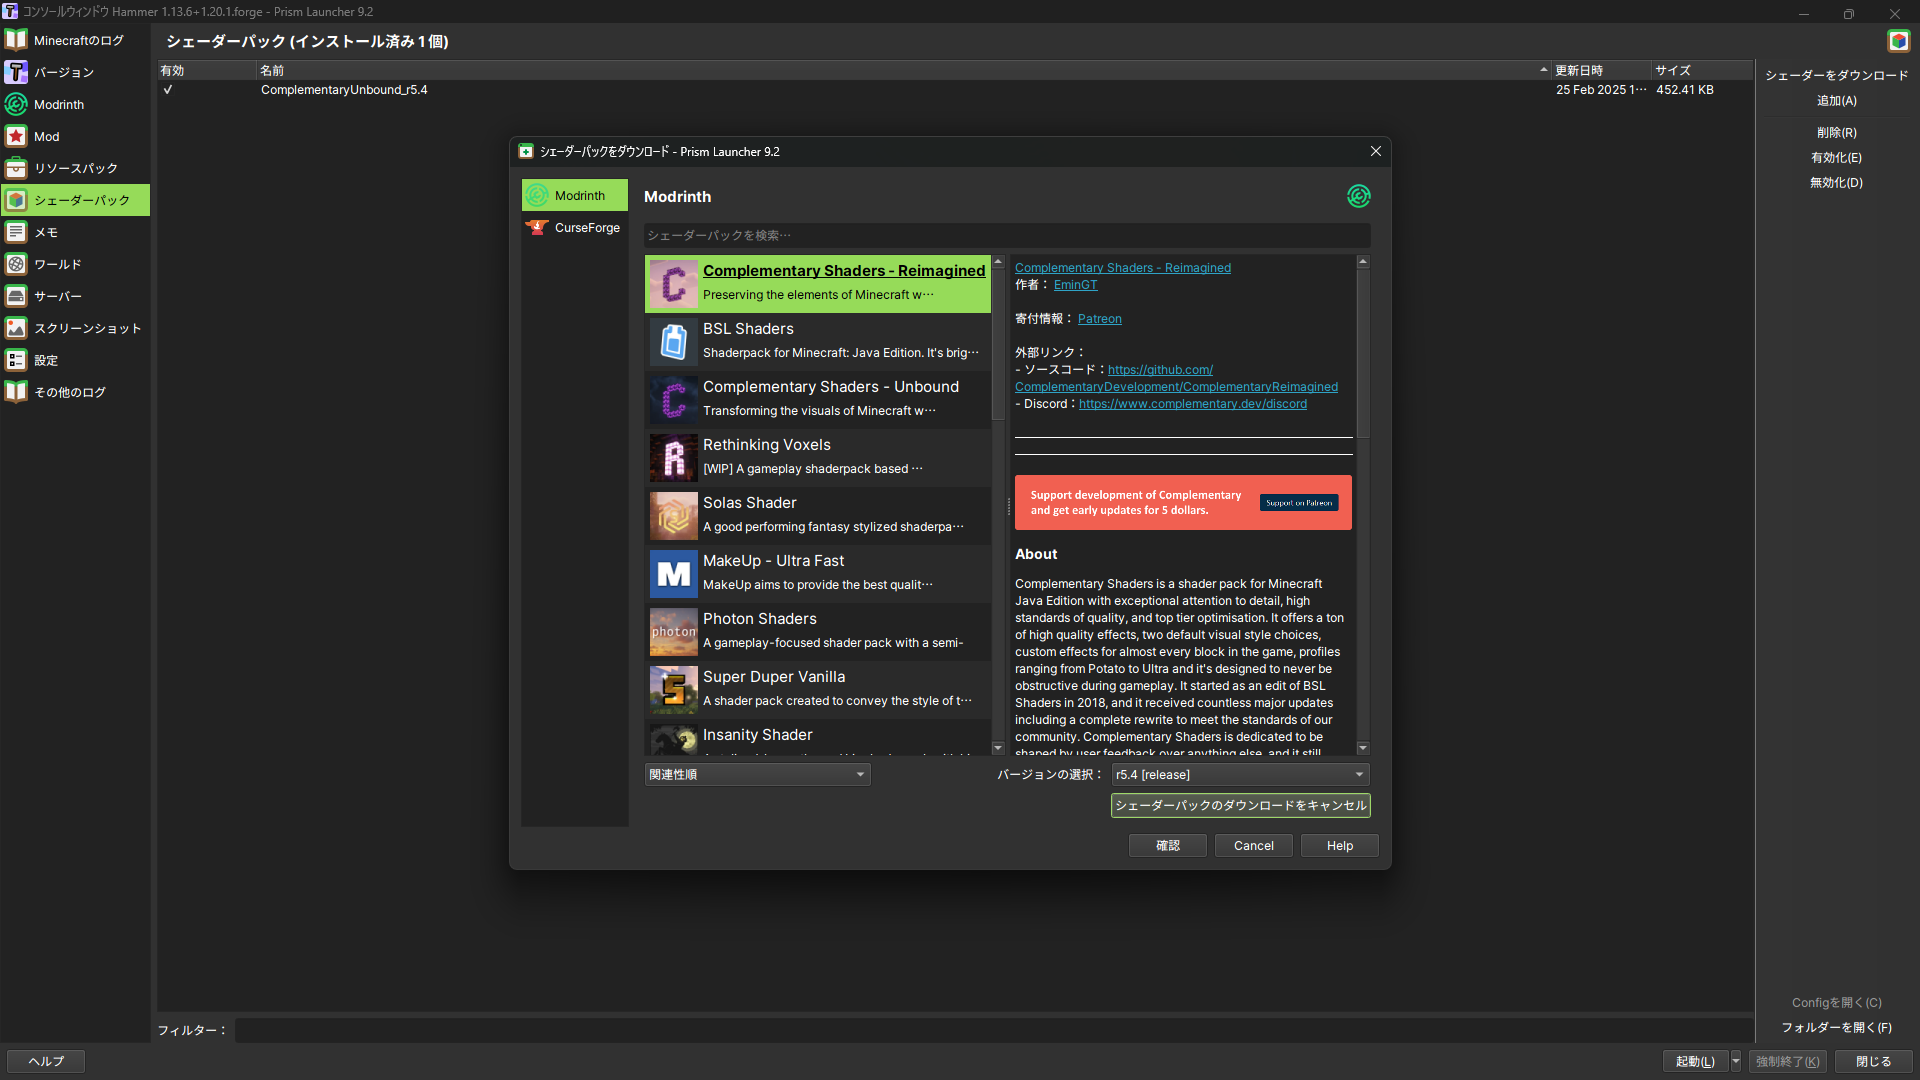 コンソールウィンドウ Hammer 1.13.6+1.20.1.forge - Prism Launcher 9.2
Minecraftのログ
バージョン
Modrinth
Mod
リソースパック
シェーダーパック
メモ
ワールド
サーバー
スクリーンショット
設定
その他のログ
シェーダーパック (インストール済み 1 個)
有効 名前 更新日時 サイズ
ComplementaryUnbound_r5.4 25 Feb 2025 1… 452.41 KB
シェーダーをダウンロード
追加(A)
削除(R)
有効化(E)
無効化(D)
シェーダーパックをダウンロード - Prism Launcher 9.2
Modrinth
CurseForge
Modrinth
シェーダーパックを検索…
Complementary Shaders - Reimagined
Preserving the elements of Minecraft w…
BSL Shaders
Shaderpack for Minecraft: Java Edition. It's brig…
Complementary Shaders - Unbound
Transforming the visuals of Minecraft w…
Rethinking Voxels
[WIP] A gameplay shaderpack based …
Solas Shader
A good performing fantasy stylized shaderpa…
M
MakeUp - Ultra Fast
MakeUp aims to provide the best qualit…
photon
Photon Shaders
A gameplay-focused shader pack with a semi-
Super Duper Vanilla
A shader pack created to convey the style of t…
Insanity Shader
Complementary Shaders - Reimagined
作者： EminGT
寄付情報： Patreon
外部リンク：
- ソースコード：https://github.com/
ComplementaryDevelopment/ComplementaryReimagined
- Discord：https://www.complementary.dev/discord
Support development of Complementary
and get early updates for 5 dollars.
Support on Patreon
About
Complementary Shaders is a shader pack for Minecraft
Java Edition with exceptional attention to detail, high
standards of quality, and top tier optimisation. It offers a ton
of high quality effects, two default visual style choices,
custom effects for almost every block in the game, profiles
ranging from Potato to Ultra and it's designed to never be
obstructive during gameplay. It started as an edit of BSL
Shaders in 2018, and it received countless major updates
including a complete rewrite to meet the standards of our
community. Complementary Shaders is dedicated to be
shaped by user feedback over anything else, and it still
関連性順
バージョンの選択： r5.4 [release]
シェーダーパックのダウンロードをキャンセル
確認 Cancel Help
Configを開く(C)
フォルダーを開く(F)
フィルター：
ヘルプ
起動(L) 強制終了(K) 閉じる